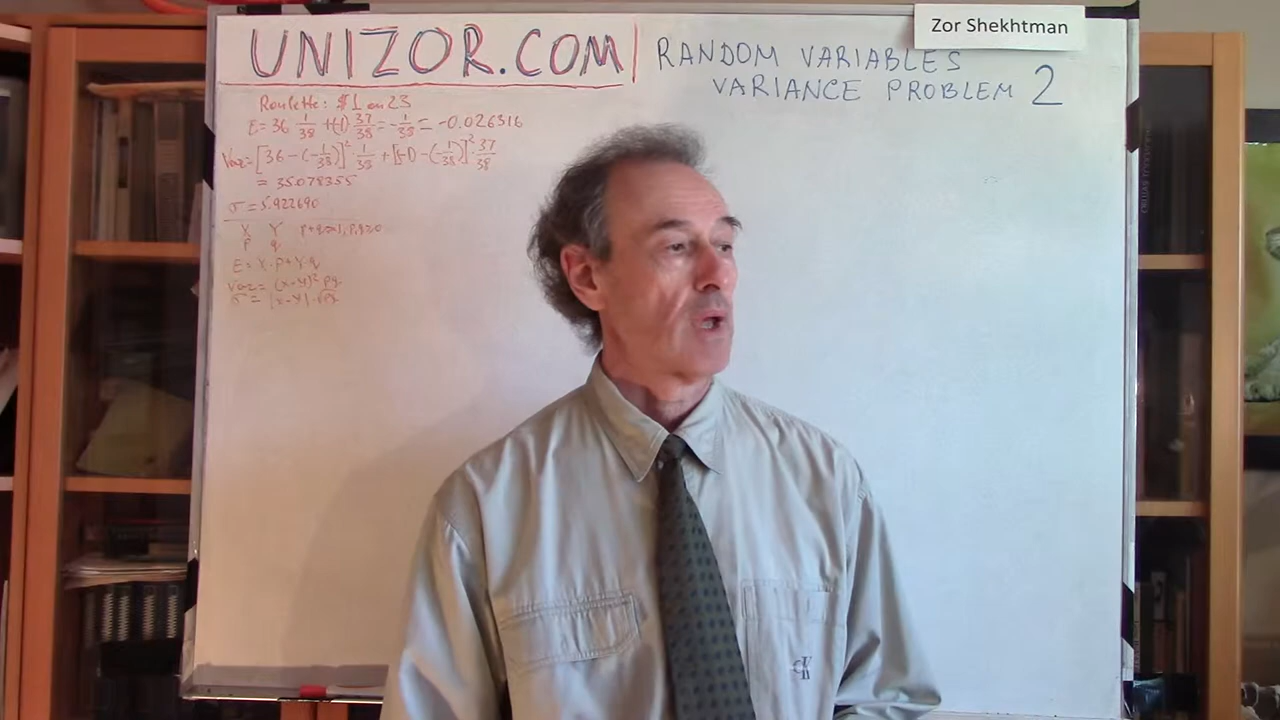 Zor Shekhtman
UNIZOR.COM
RANDOM VARIABLES
VARIANCE PROBLEM 2
Roulette: $1 on 23
E = 36 1/38 + (-1) 37/38 = -1/38 = -0.026316
Var = [36 - (-1/38)]² · 1/38 + [(-1) - (-1/38)]² · 37/38
= 35.078355
σ = 5.922690
X Y p+q=1; p,q≥0
p q
E = X·p + Y·q
Var = (x-y)² pq
σ = |x-y| · √pq